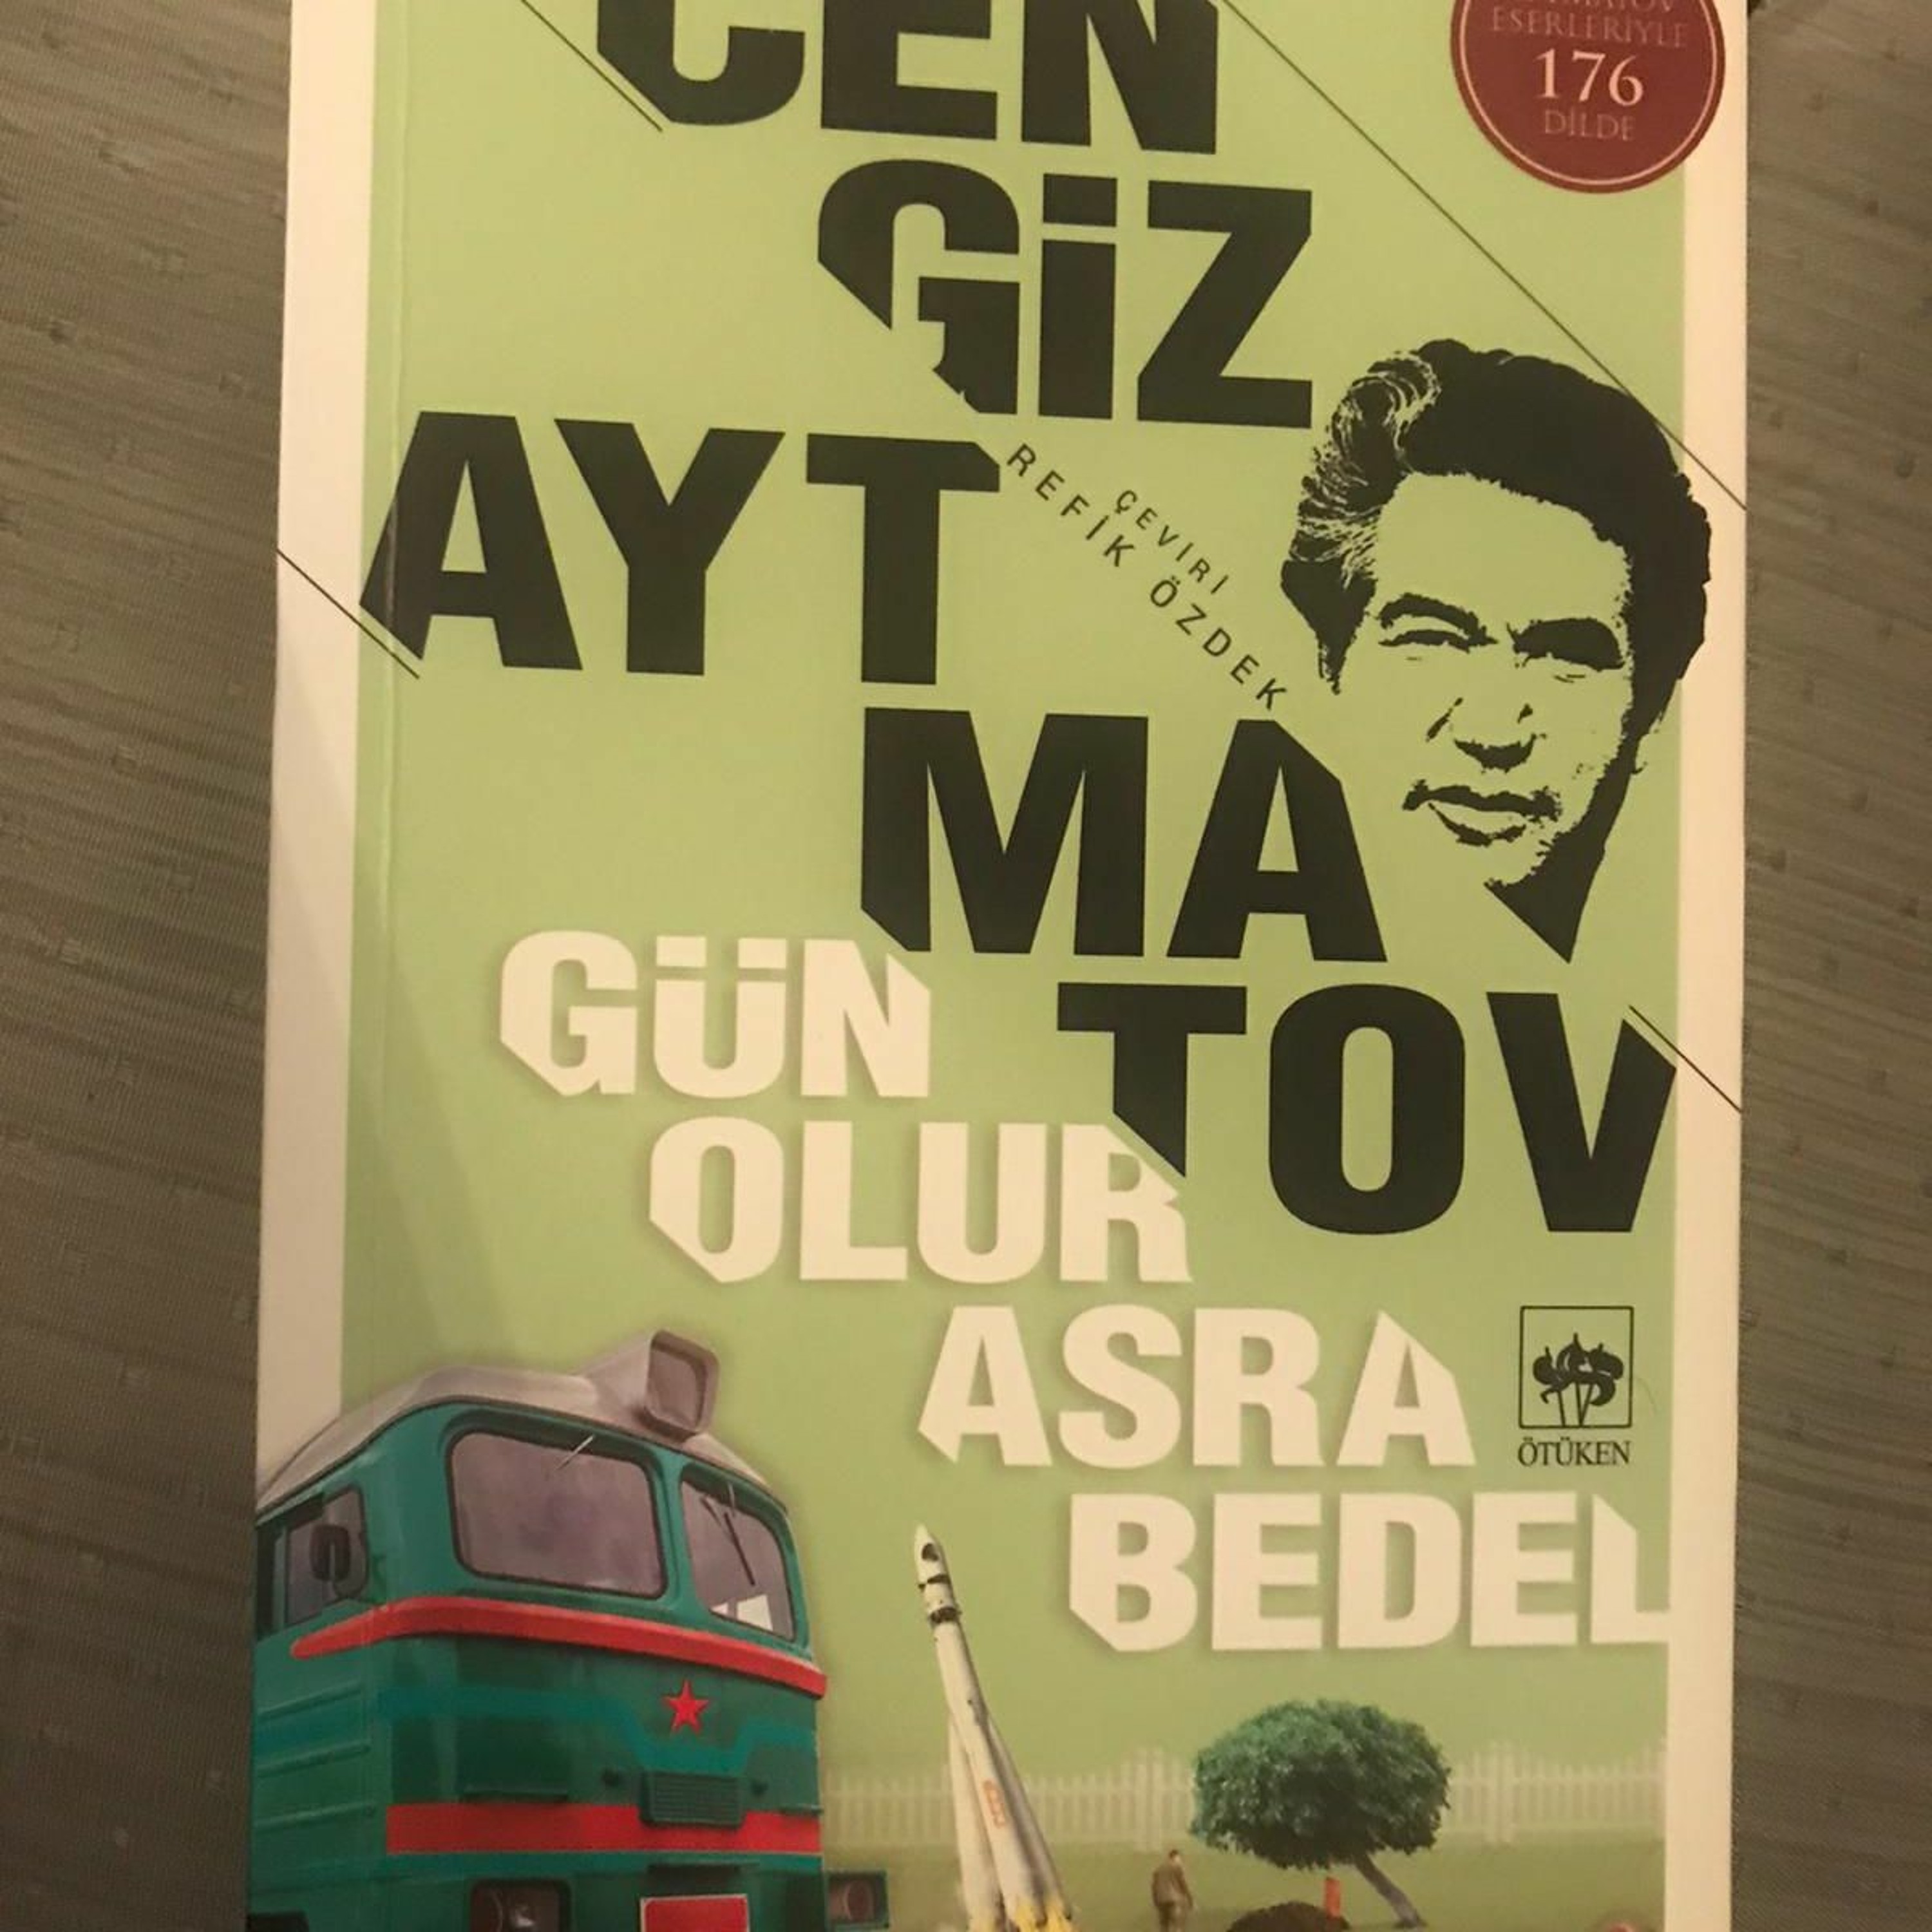 CEN
GİZ
AYT
MA
TOV
ESERLERİYLE
176
DİLDE
ÇEVİRİ
REFİK ÖZDEK
GÜN
OLUR
ASRA
BEDEL
ÖTÜKEN